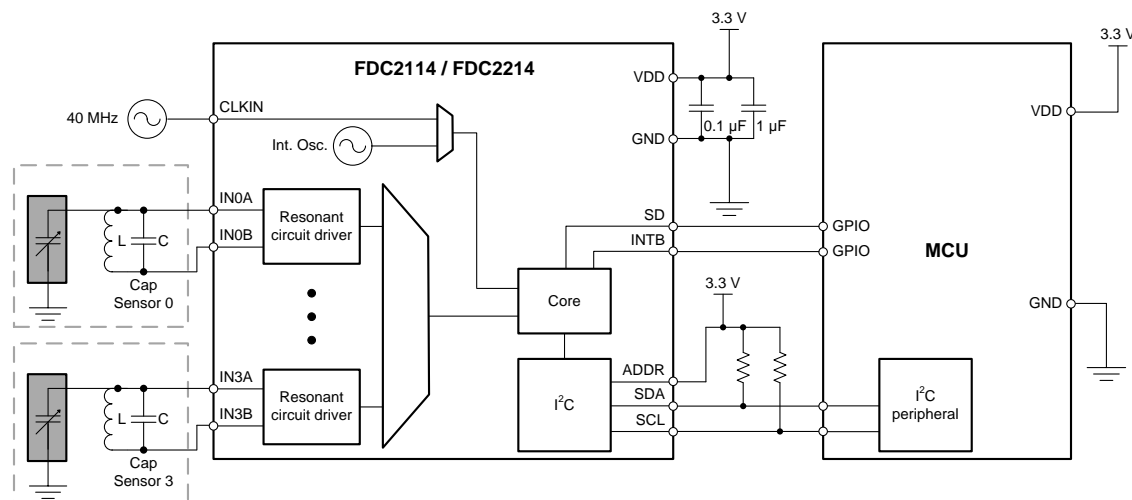 FDC2114 / FDC2214
3.3 V
3.3 V
40 MHz
CLKIN
Int. Osc.
VDD
0.1 µF
1 µF
GND
VDD
IN0A
IN0B
Resonant
circuit driver
L
C
Cap
Sensor 0
SD
INTB
GPIO
GPIO
MCU
Core
3.3 V
GND
IN3A
IN3B
Resonant
circuit driver
L
C
Cap
Sensor 3
I²C
ADDR
SDA
SCL
I²C
peripheral